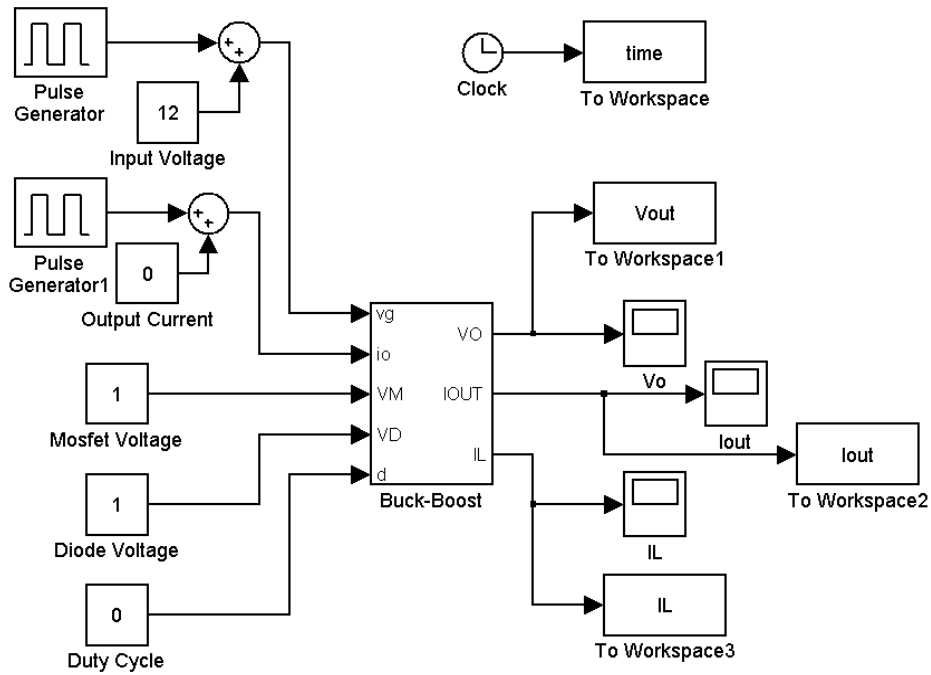 Pulse
Generator
+
+
12
Input Voltage
Clock
time
To Workspace
Pulse
Generator1
+
+
0
Output Current
Vout
To Workspace1
vg
io
VM
VD
d
VO
IOUT
IL
Buck-Boost
Vo
Iout
Iout
To Workspace2
IL
IL
To Workspace3
1
Mosfet Voltage
1
Diode Voltage
0
Duty Cycle